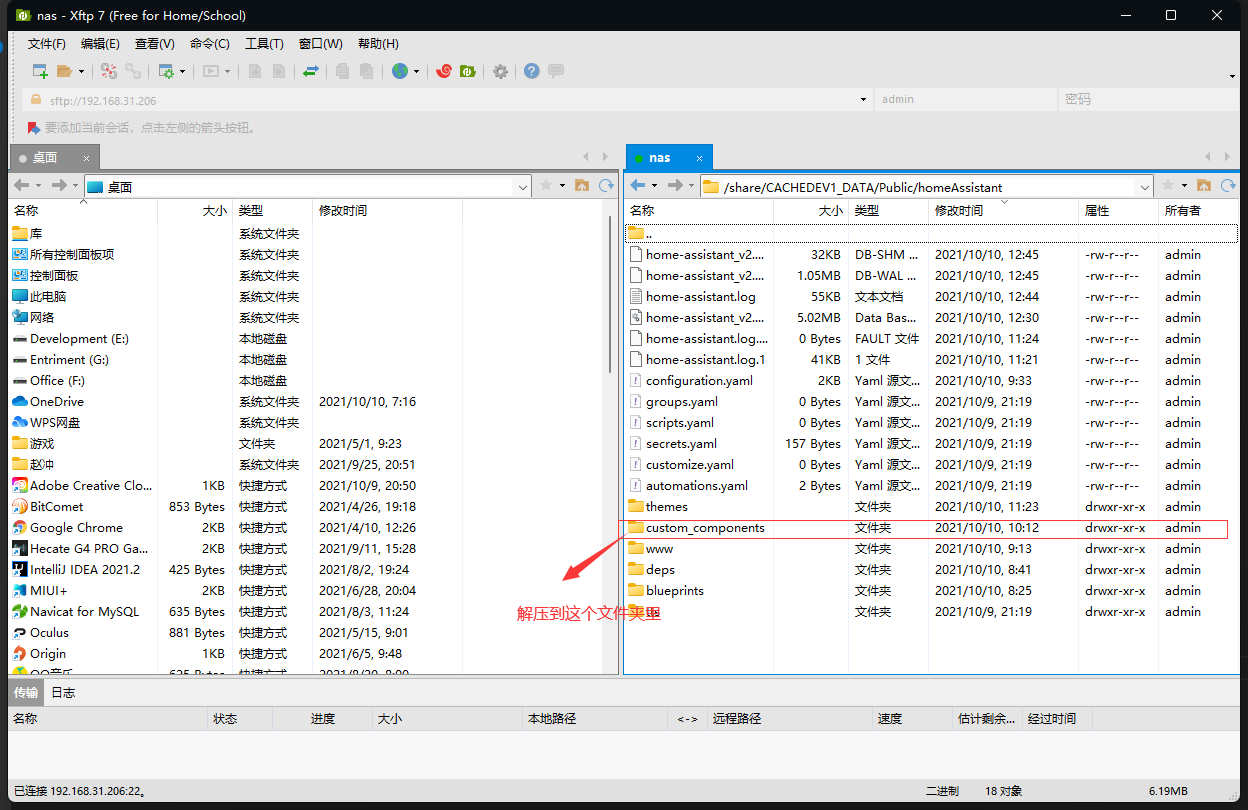 nas - Xftp 7 (Free for Home/School)
文件(F) 编辑(E) 查看(V) 命令(C) 工具(T) 窗口(W) 帮助(H)
sftp://192.168.31.206 admin 密码
要添加当前会话，点击左侧的箭头按钮。
桌面 ×
桌面
名称 大小 类型 修改时间
库 系统文件夹
所有控制面板项 系统文件夹
控制面板 系统文件夹
此电脑 系统文件夹
网络 系统文件夹
Development (E:) 本地磁盘
Entriment (G:) 本地磁盘
Office (F:) 本地磁盘
OneDrive 系统文件夹 2021/10/10, 7:16
WPS网盘 系统文件夹
游戏 文件夹 2021/5/1, 9:23
赵冲 系统文件夹 2021/9/25, 20:51
Adobe Creative Clo... 1KB 快捷方式 2021/10/9, 20:50
BitComet 853 Bytes 快捷方式 2021/4/26, 19:18
Google Chrome 2KB 快捷方式 2021/4/10, 12:26
Hecate G4 PRO Ga... 2KB 快捷方式 2021/9/11, 15:28
IntelliJ IDEA 2021.2 425 Bytes 快捷方式 2021/8/2, 19:24
MIUI+ 2KB 快捷方式 2021/6/28, 20:04
Navicat for MySQL 635 Bytes 快捷方式 2021/8/3, 11:24
Oculus 881 Bytes 快捷方式 2021/5/15, 9:01
Origin 1KB 快捷方式 2021/6/5, 9:48
QQ音乐 625 Bytes 快捷方式
nas ×
/share/CACHEDEV1_DATA/Public/homeAssistant
名称 大小 类型 修改时间 属性 所有者
..
home-assistant_v2.... 32KB DB-SHM ... 2021/10/10, 12:45 -rw-r--r-- admin
home-assistant_v2.... 1.05MB DB-WAL ... 2021/10/10, 12:45 -rw-r--r-- admin
home-assistant.log 55KB 文本文档 2021/10/10, 12:44 -rw-r--r-- admin
home-assistant_v2.... 5.02MB Data Bas... 2021/10/10, 12:30 -rw-r--r-- admin
home-assistant.log.... 0 Bytes FAULT 文件 2021/10/10, 11:24 -rw-r--r-- admin
home-assistant.log.1 41KB 1 文件 2021/10/10, 11:21 -rw-r--r-- admin
configuration.yaml 2KB Yaml 源文... 2021/10/10, 9:33 -rw-r--r-- admin
groups.yaml 0 Bytes Yaml 源文... 2021/10/9, 21:19 -rw-r--r-- admin
scripts.yaml 0 Bytes Yaml 源文... 2021/10/9, 21:19 -rw-r--r-- admin
secrets.yaml 157 Bytes Yaml 源文... 2021/10/9, 21:19 -rw-r--r-- admin
customize.yaml 0 Bytes Yaml 源文... 2021/10/9, 21:19 -rw-r--r-- admin
automations.yaml 2 Bytes Yaml 源文... 2021/10/9, 21:19 -rw-r--r-- admin
themes 文件夹 2021/10/10, 11:23 drwxr-xr-x admin
custom_components 文件夹 2021/10/10, 10:12 drwxr-xr-x admin
www 文件夹 2021/10/10, 9:13 drwxr-xr-x admin
deps 文件夹 2021/10/10, 8:41 drwxr-xr-x admin
blueprints 文件夹 2021/10/10, 8:25 drwxr-xr-x admin
文件夹 2021/10/9, 21:19 drwxr-xr-x admin
解压到这个文件夹里
传输 日志
名称 状态 进度 大小 本地路径 <-> 远程路径 速度 估计剩余... 经过时间
已连接 192.168.31.206:22。 二进制 18 对象 6.19MB